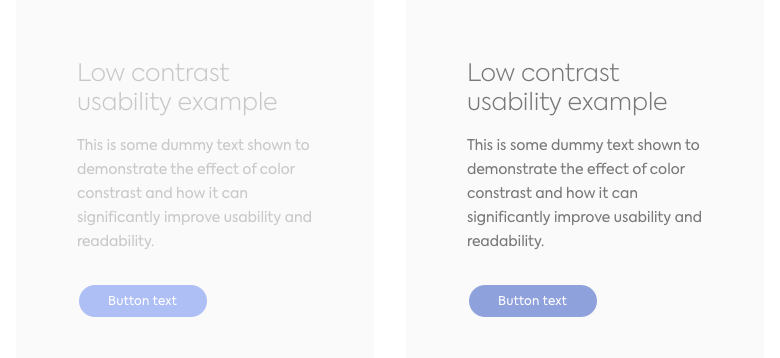 Low contrast
usability example
This is some dummy text shown to
demonstrate the effect of color
constrast and how it can
significantly improve usability and
readability.
Button text
Low contrast
usability example
This is some dummy text shown to
demonstrate the effect of color
constrast and how it can
significantly improve usability and
readability.
Button text